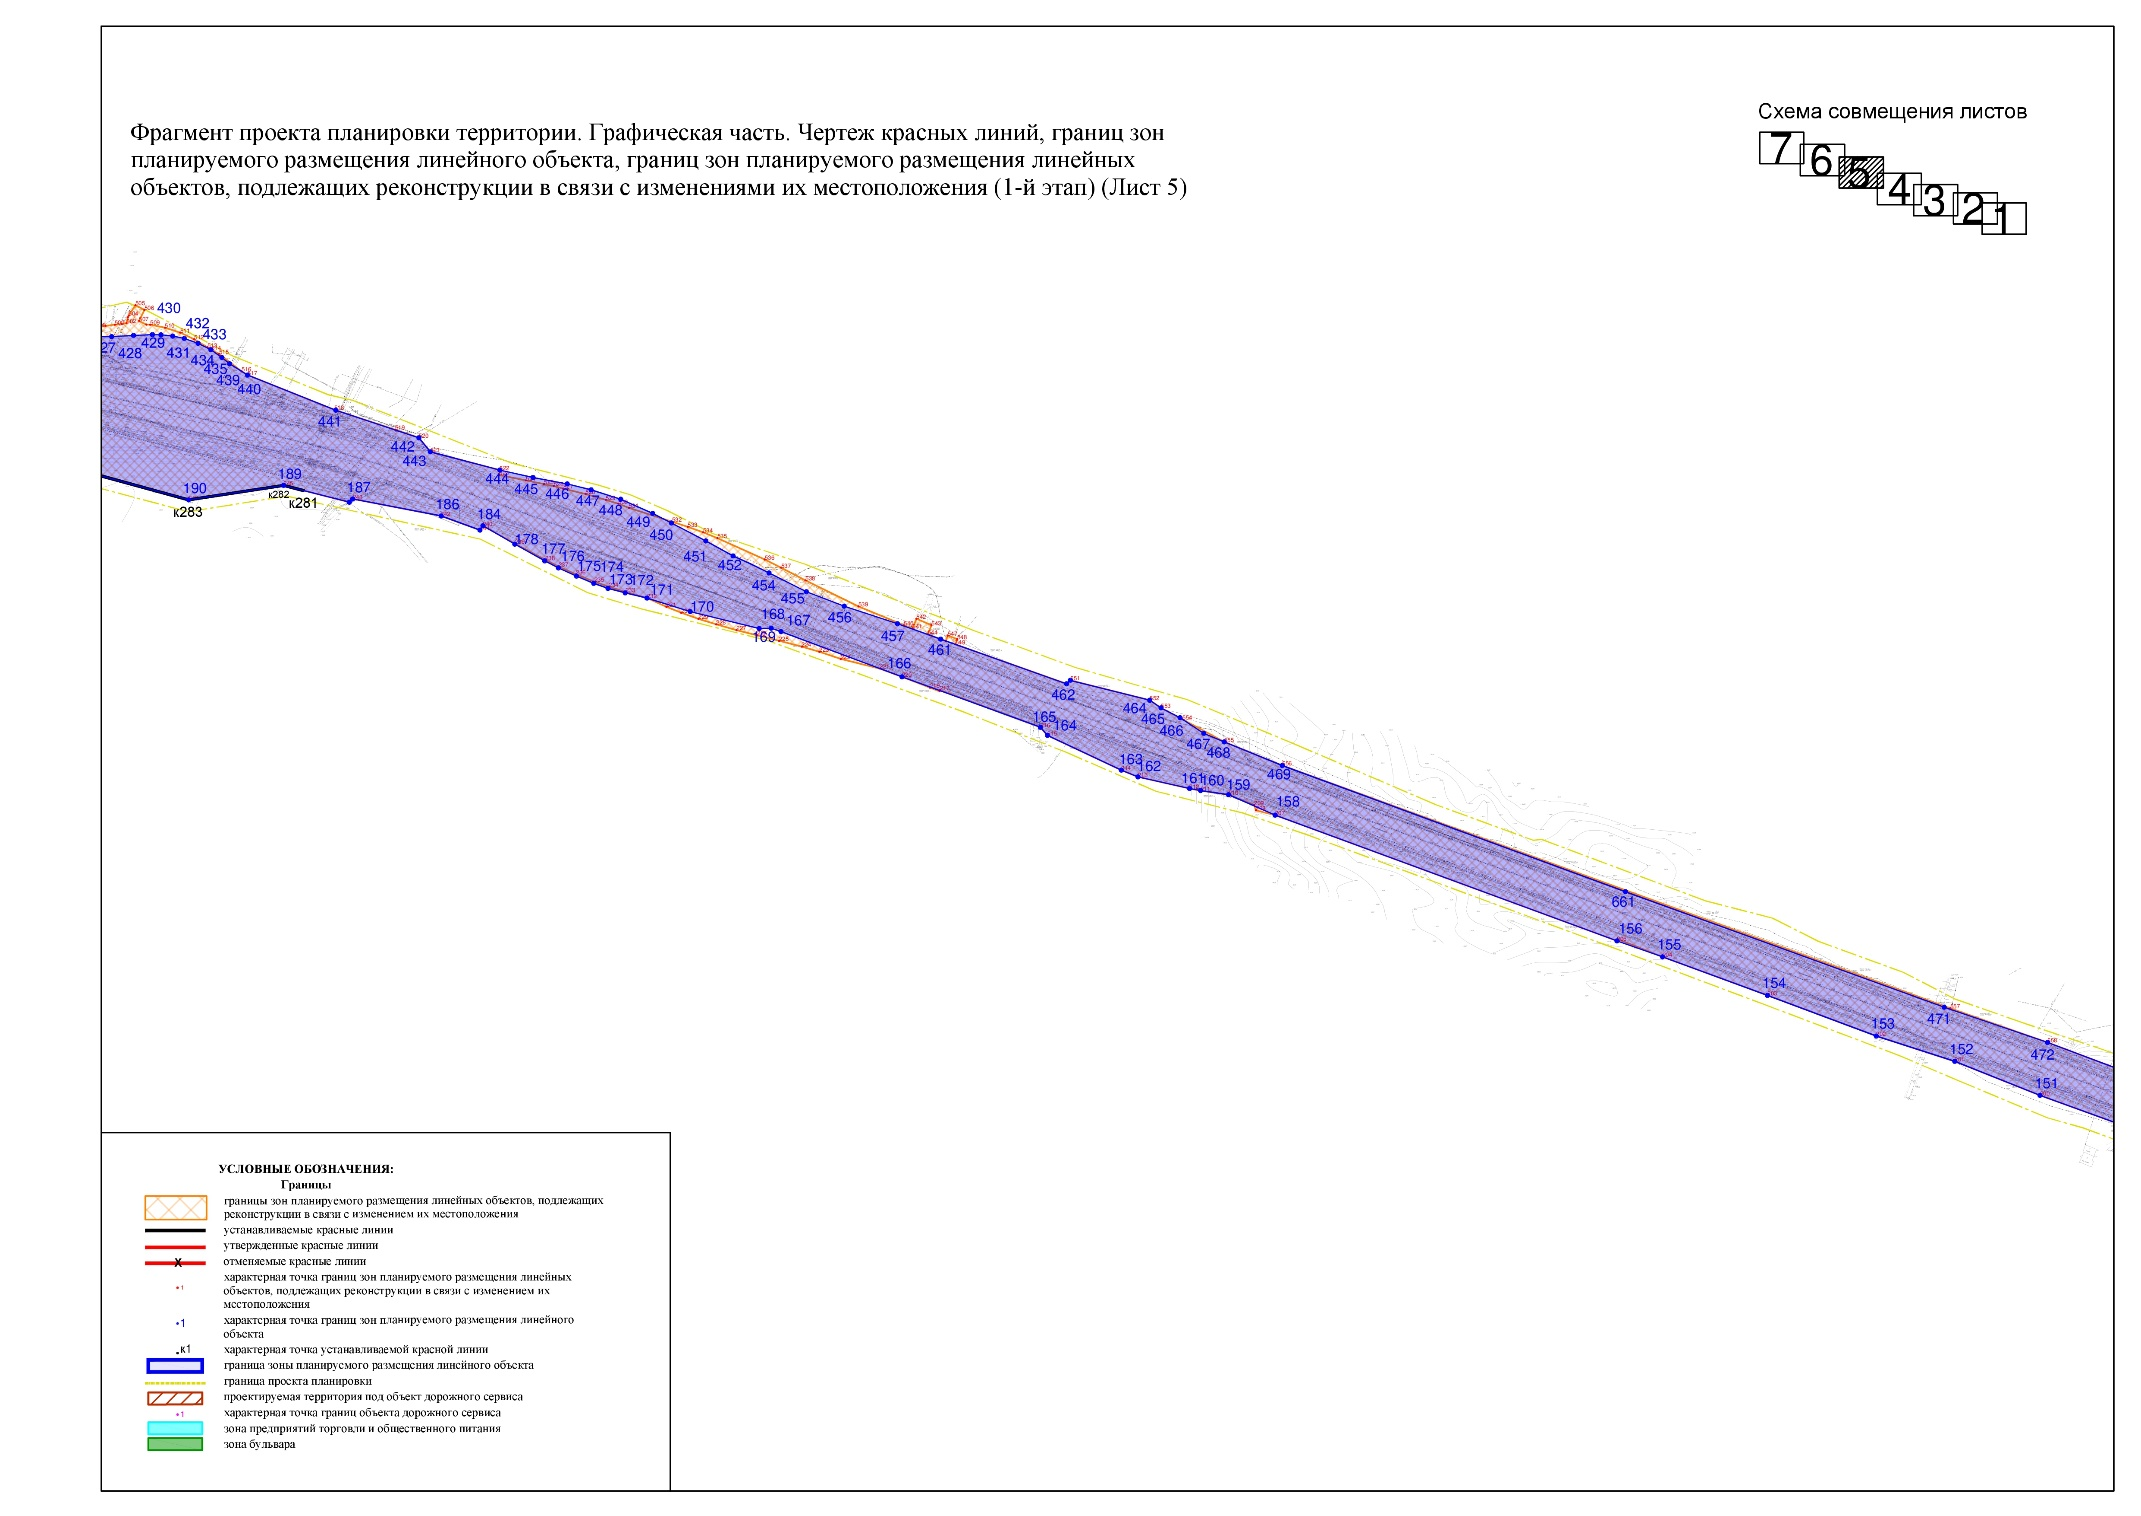 Фрагмент проекта планировки территории. Графическая часть. Чертеж красных линий, границ зон
планируемого размещения линейного объекта, границ зон планируемого размещения линейных
объектов, подлежащих реконструкции в связи с изменениями их местоположения (1-й этап) (Лист 5)
Схема совмещения листов
7
6
5
4
3
2
1
430
432
433
27
428
429
431
434
435
439
440
441
442
443
444
445
446
447
448
449
450
451
452
454
455
456
457
461
462
464
465
466
467
468
469
661
471
472
190
к283
189
к282
к281
187
186
184
178
177
176
175
174
173
172
171
170
169
168
167
166
165
164
163
162
161
160
159
158
156
155
154
153
152
151
УСЛОВНЫЕ ОБОЗНАЧЕНИЯ:
Границы
границы зон планируемого размещения линейных объектов, подлежащих
реконструкции в связи с изменением их местоположения
устанавливаемые красные линии
утвержденные красные линии
х отменяемые красные линии
характерная точка границ зон планируемого размещения линейных
1 объектов, подлежащих реконструкции в связи с изменением их
местоположения
1 характерная точка границ зон планируемого размещения линейного
объекта
к1 характерная точка устанавливаемой красной линии
граница зоны планируемого размещения линейного объекта
граница проекта планировки
проектируемая территория под объект дорожного сервиса
1 характерная точка границ объекта дорожного сервиса
зона предприятий торговли и общественного питания
зона бульвара